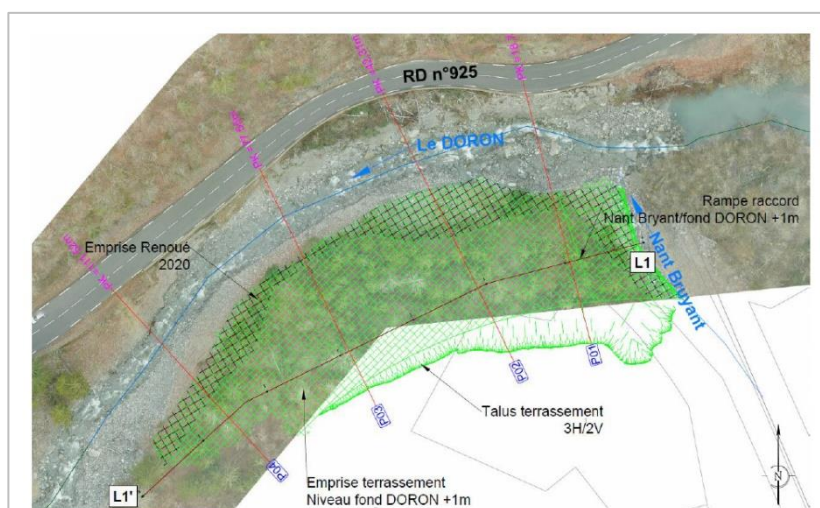 RD n°925
Le DORON
Rampe raccord
Nant Bryant/fond DORON +1m
Emprise Renoué
2020
L1
Nant Bruyant
P01
P02
P03
P04
Talus terrassement
3H/2V
Emprise terrassement
Niveau fond DORON +1m
L1'
N